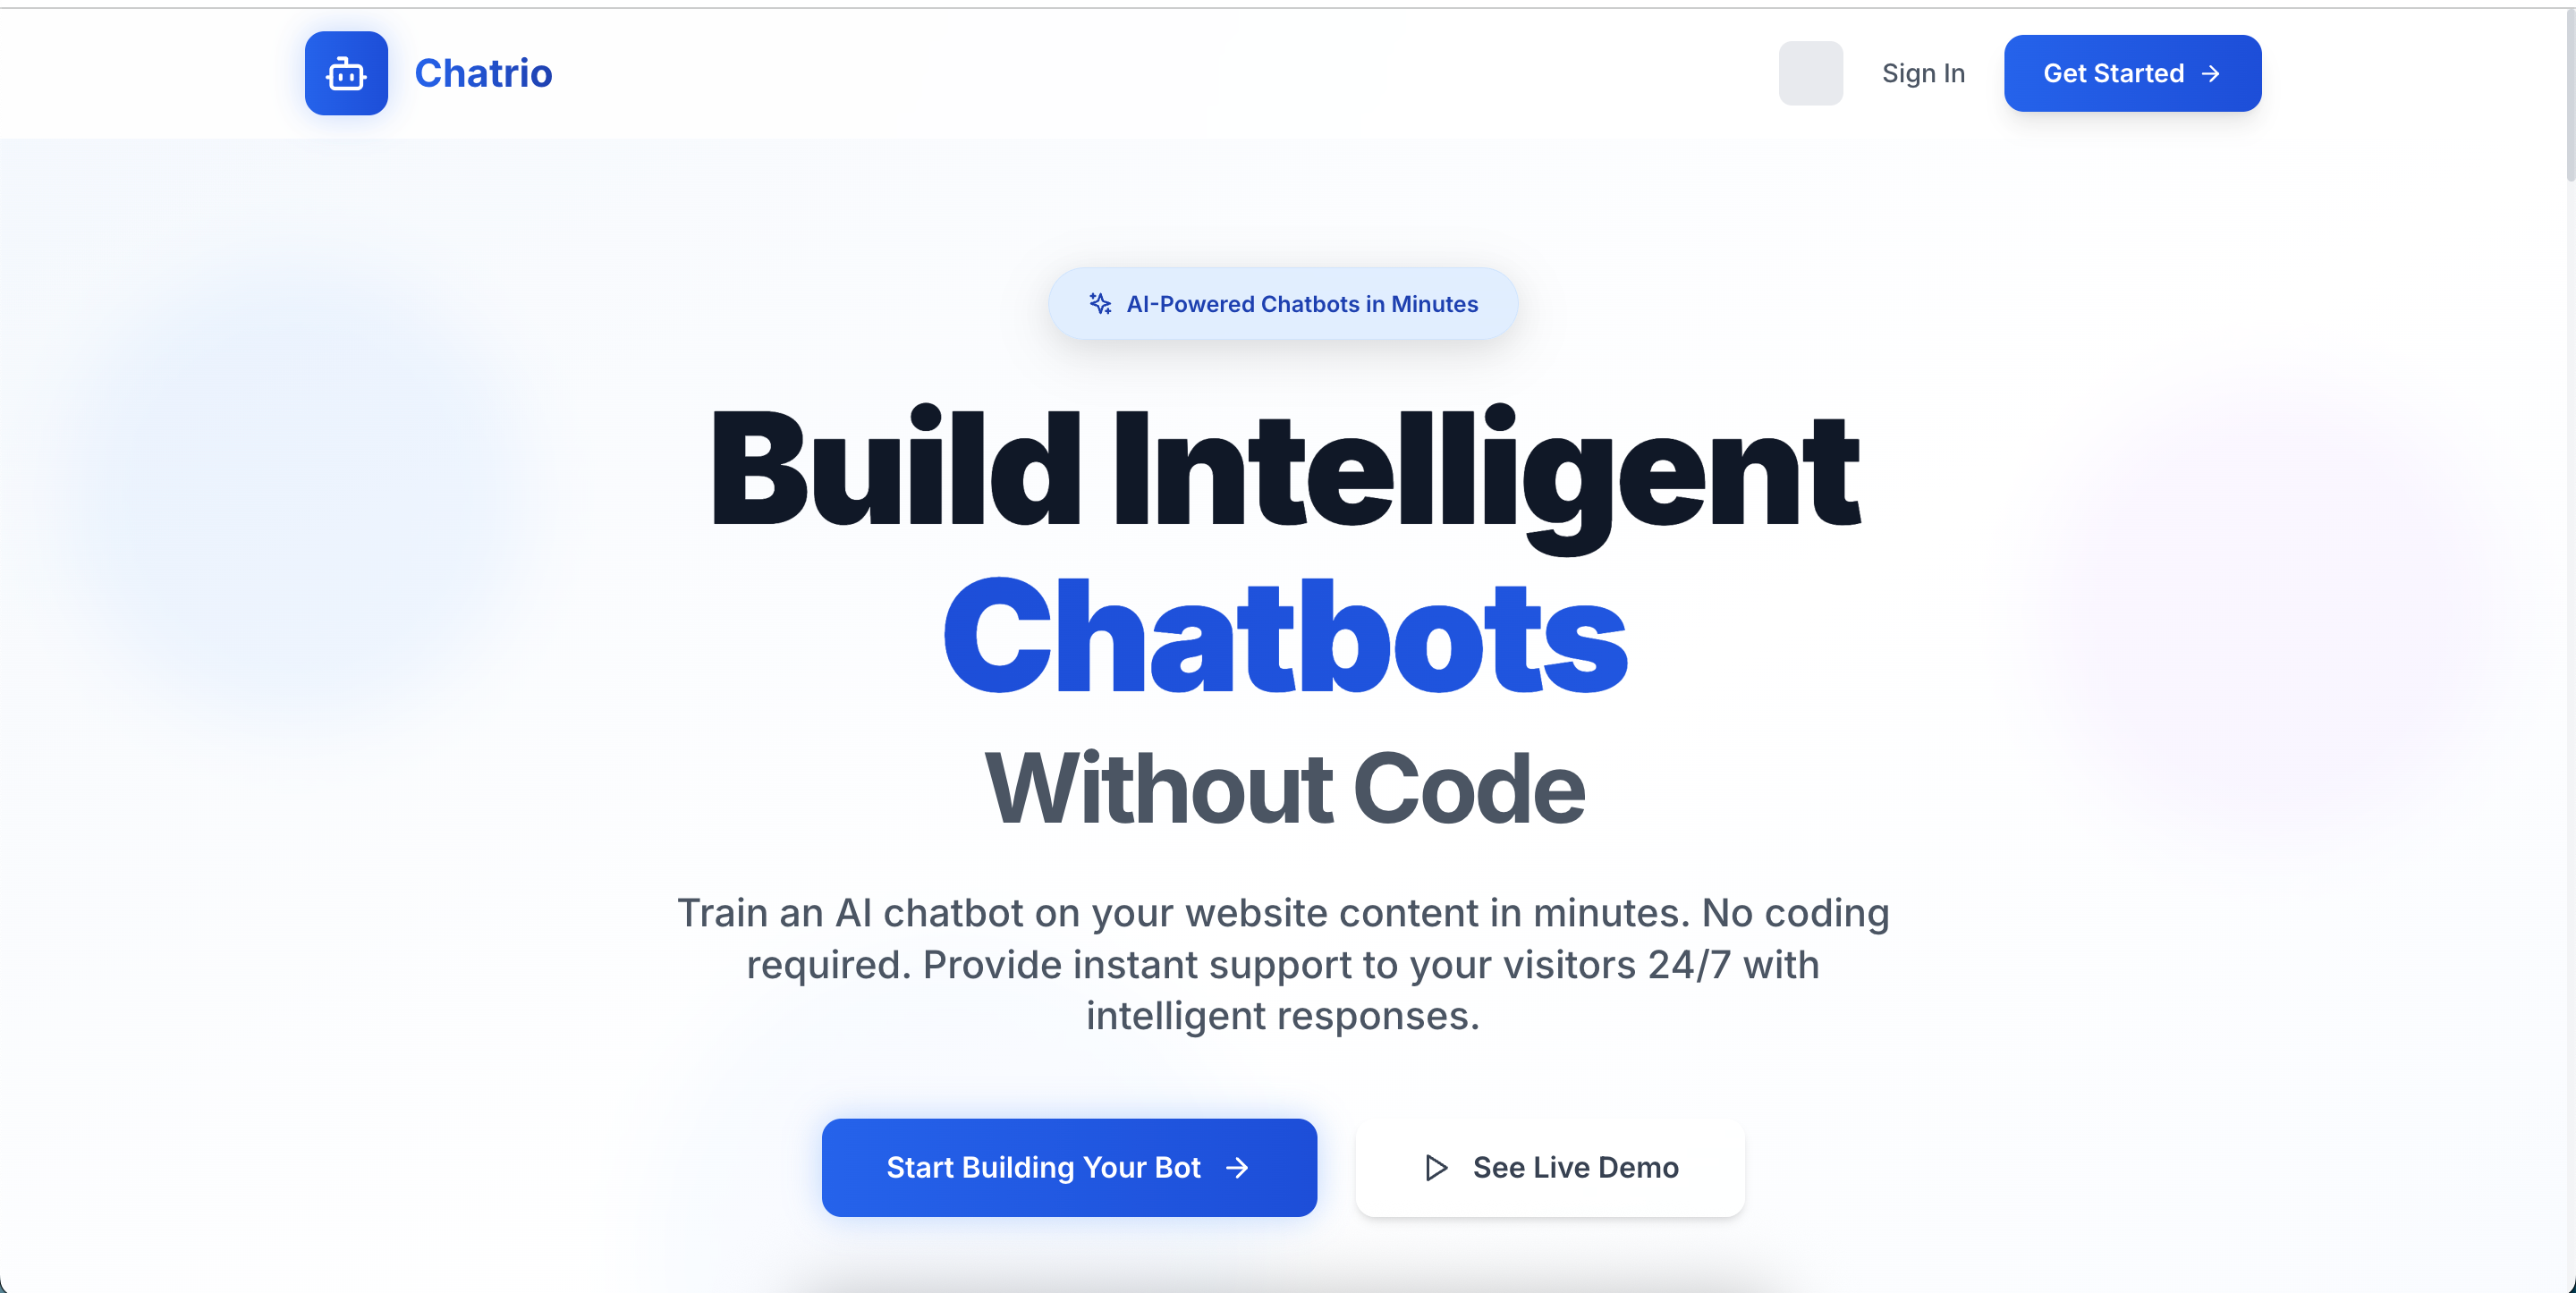 Chatrio
Sign In
Get Started
AI-Powered Chatbots in Minutes
Build Intelligent
Chatbots
Without Code
Train an AI chatbot on your website content in minutes. No coding
required. Provide instant support to your visitors 24/7 with
intelligent responses.
Start Building Your Bot
See Live Demo